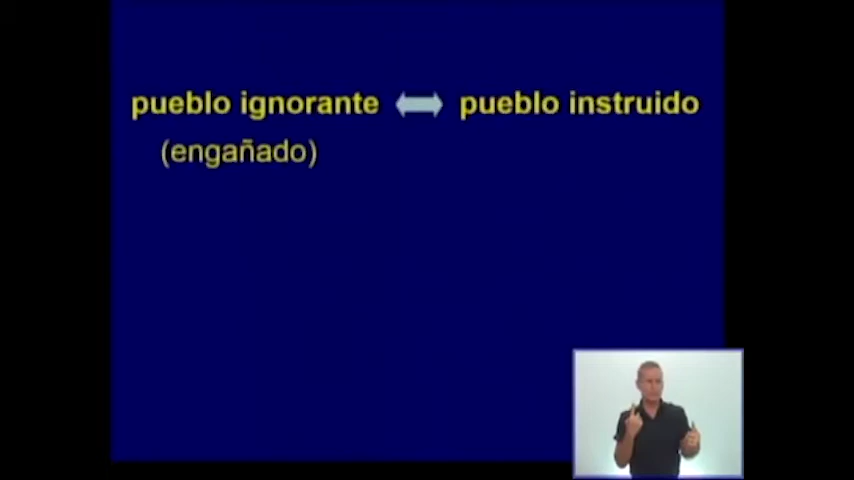 pueblo ignorante ⟷ pueblo instruido
(engañado)